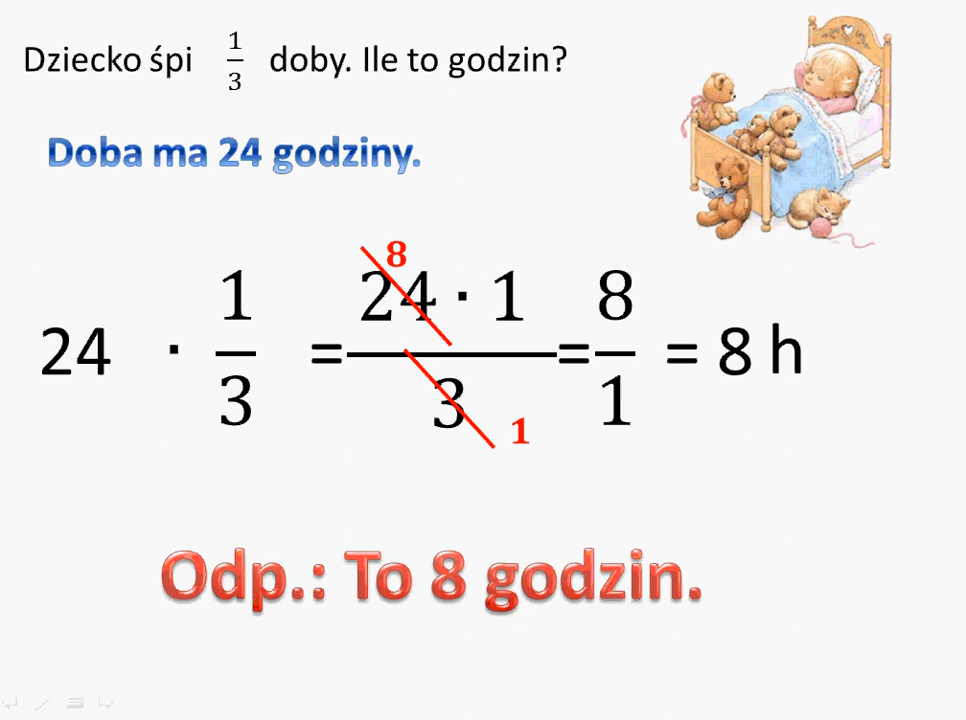 Dziecko śpi 1/3 doby. Ile to godzin?
Doba ma 24 godziny.
24 · 1/3 = 24 · 1/3 = 8/1 = 8 h
8
1
Odp.: To 8 godzin.